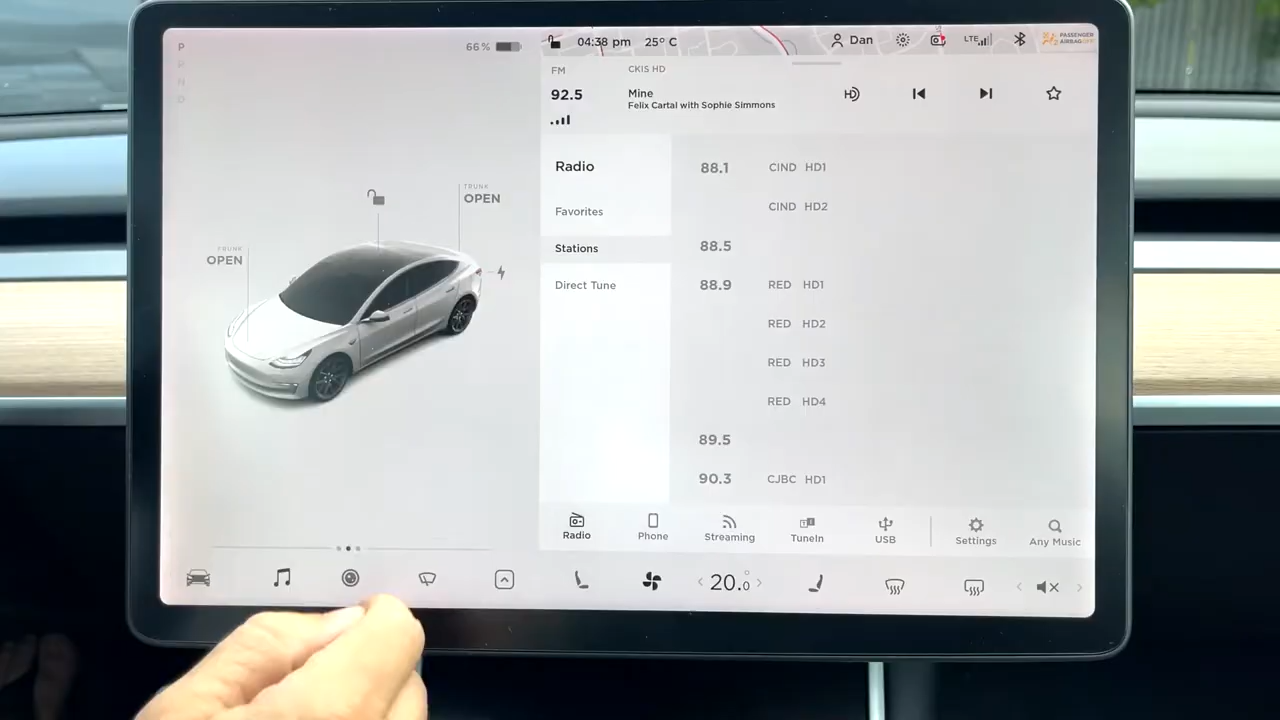 P
R
N
D
66 %
04:38 pm
25° C
Dan
LTE
PASSENGER
AIRBAG OFF
FM
92.5
CKIS HD
Mine
Felix Cartal with Sophie Simmons
HD
TRUNK
OPEN
FRUNK
OPEN
Radio
Favorites
Stations
Direct Tune
88.1 CIND HD1
CIND HD2
88.5
88.9 RED HD1
RED HD2
RED HD3
RED HD4
89.5
90.3 CJBC HD1
Radio
Phone
Streaming
TuneIn
USB
Settings
Any Music
20.0°